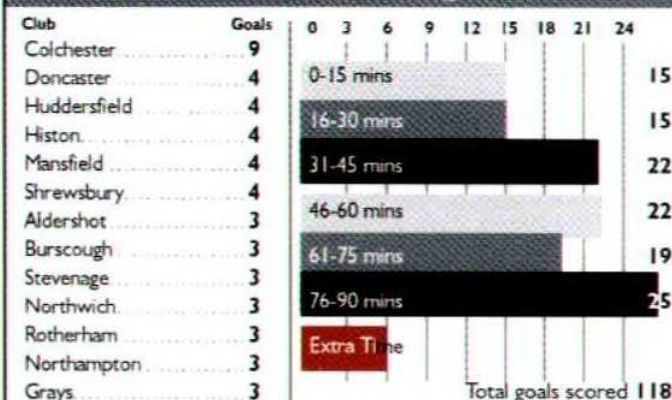 Club Goals
Colchester 9
Doncaster 4
Huddersfield 4
Histon 4
Mansfield 4
Shrewsbury 4
Aldershot 3
Burscough 3
Stevenage 3
Northwich 3
Rotherham 3
Northampton 3
Grays 3
0 3 6 9 12 15 18 21 24
0-15 mins 15
16-30 mins 15
31-45 mins 22
46-60 mins 22
61-75 mins 19
76-90 mins 25
Extra Time
Total goals scored 118